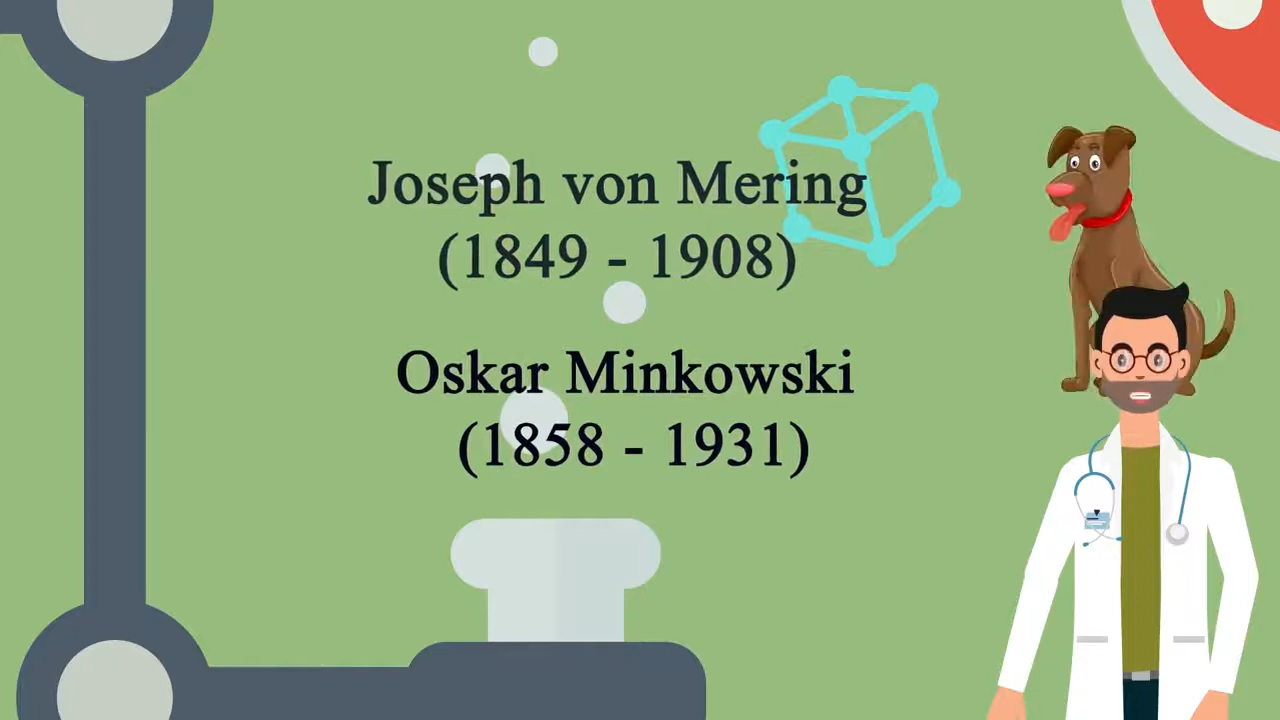 Joseph von Mering
(1849 - 1908)
Oskar Minkowski
(1858 - 1931)